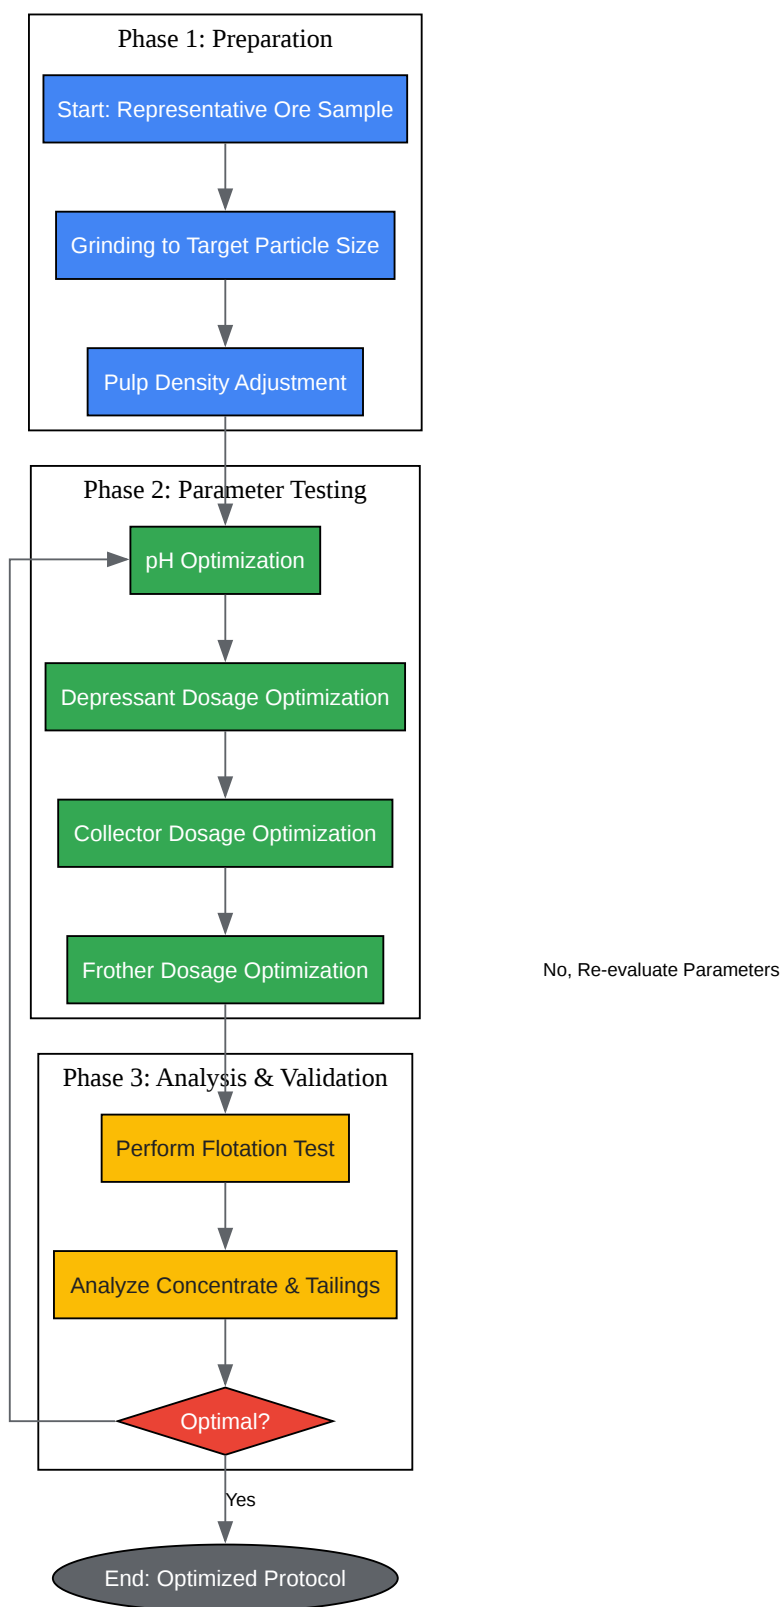 Phase 1: Preparation
Start: Representative Ore Sample
Grinding to Target Particle Size
Pulp Density Adjustment
Phase 2: Parameter Testing
pH Optimization
Depressant Dosage Optimization
Collector Dosage Optimization
Frother Dosage Optimization
No, Re-evaluate Parameters
Phase 3: Analysis & Validation
Perform Flotation Test
Analyze Concentrate & Tailings
Optimal?
Yes
End: Optimized Protocol